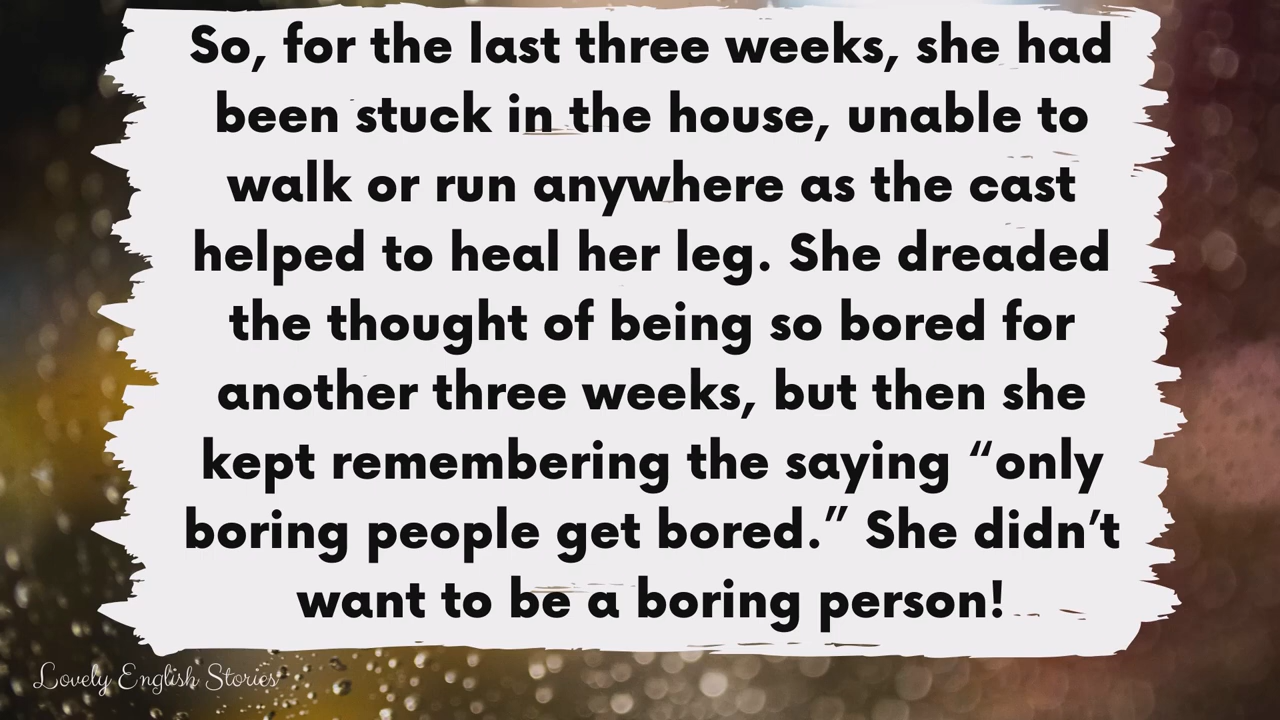 So, for the last three weeks, she had
been stuck in the house, unable to
walk or run anywhere as the cast
helped to heal her leg. She dreaded
the thought of being so bored for
another three weeks, but then she
kept remembering the saying “only
boring people get bored.” She didn’t
want to be a boring person!
Lovely English Stories